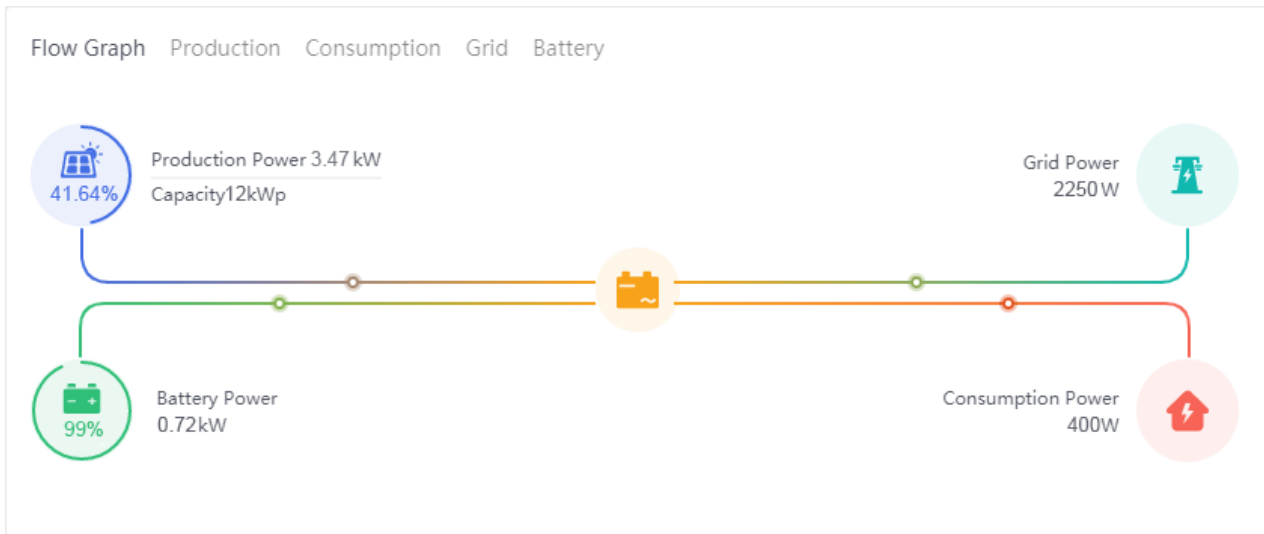 Flow Graph Production Consumption Grid Battery
41.64%
Production Power 3.47 kW
Capacity12kWp
Grid Power
2250 W
99%
Battery Power
0.72kW
Consumption Power
400W